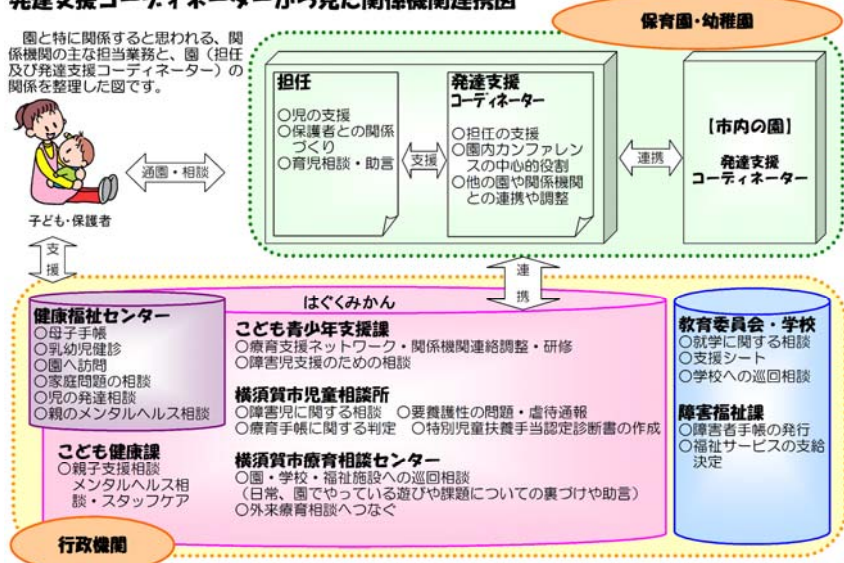 発達支援コーディネーターから見た関係機関連携図
園と特に関係すると思われる、関
係機関の主な担当業務と、園（担任
及び発達支援コーディネーター）の
関係を整理した図です。
子ども・保護者
通園・相談
支援
保育園・幼稚園
担任
○児の支援
○保護者との関係
づくり
○育児相談・助言
支援
発達支援
コーディネーター
○担任の支援
○園内カンファレン
スの中心的役割
○他の園や関係機関
との連携や調整
連携
【市内の園】
発達支援
コーディネーター
連携
はぐくみかん
健康福祉センター
○母子手帳
○乳幼児健診
○園へ訪問
○家庭問題の相談
○児の発達相談
○親のメンタルヘルス相談
こども健康課
○親子支援相談
メンタルヘルス相
談・スタッフケア
こども青少年支援課
○療育支援ネットワーク・関係機関連絡調整・研修
○障害児支援のための相談
横須賀市児童相談所
○障害児に関する相談　○要養護性の問題・虐待通報
○療育手帳に関する判定　○特別児童扶養手当認定診断書の作成
横須賀市療育相談センター
○園・学校・福祉施設への巡回相談
（日常、園でやっている遊びや課題についての裏づけや助言）
○外来療育相談へつなぐ
教育委員会・学校
○就学に関する相談
○支援シート
○学校への巡回相談
障害福祉課
○障害者手帳の発行
○福祉サービスの支給
決定
行政機関